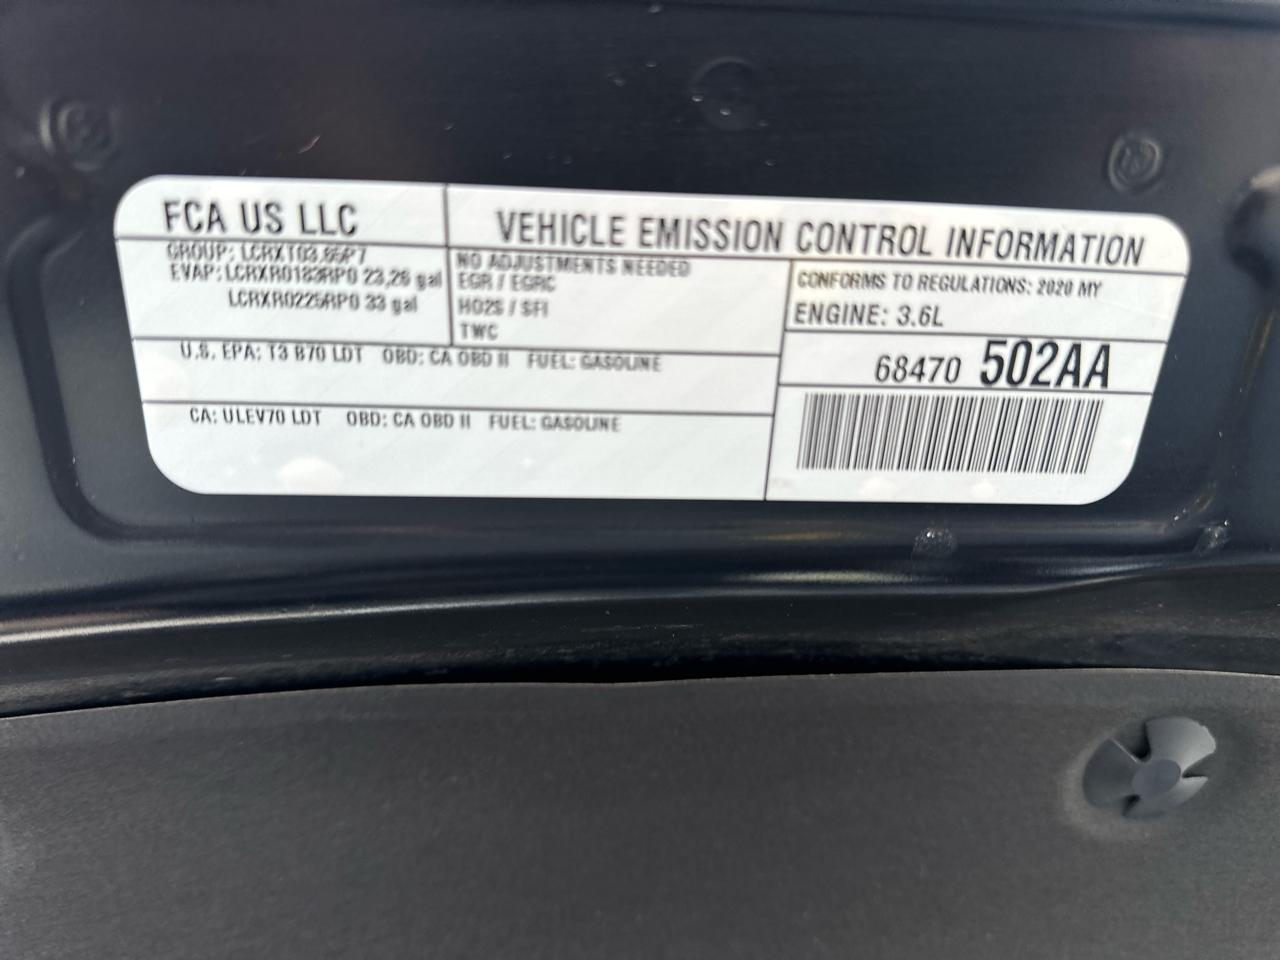 FCA US LLC
VEHICLE EMISSION CONTROL INFORMATION
GROUP: LCRXT03.65P7
EVAP: LCRXR0183RP0 23,26 gal
LCRXR0225RP0 33 gal
NO ADJUSTMENTS NEEDED
EGR / EGRC
HO2S / SFI
TWC
CONFORMS TO REGULATIONS: 2020 MY
ENGINE: 3.6L
68470 502AA
U.S. EPA: T3 B70 LDT OBD: CA OBD II FUEL: GASOLINE
CA: ULEV70 LDT OBD: CA OBD II FUEL: GASOLINE